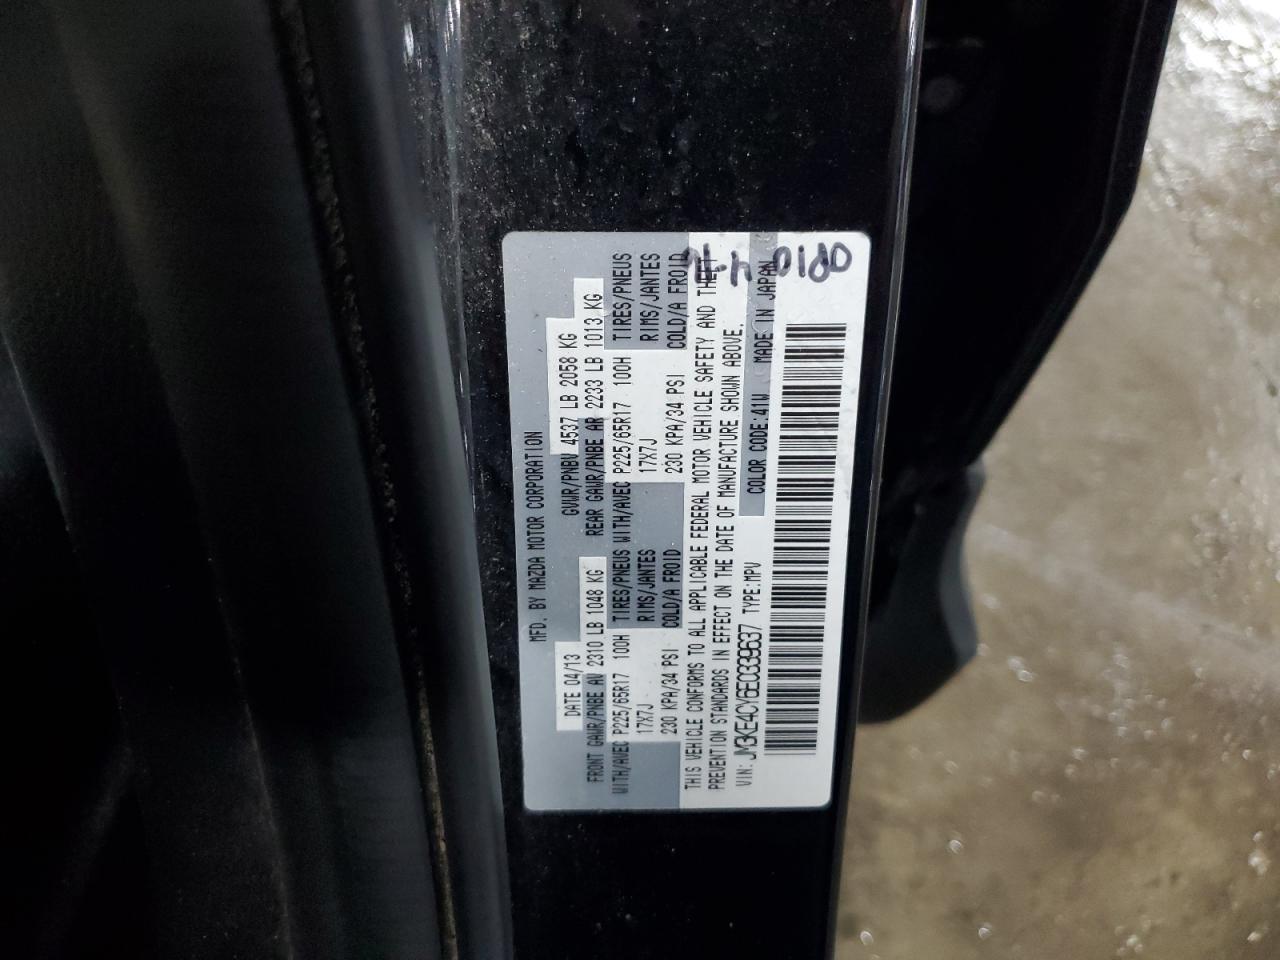 MFD. BY MAZDA MOTOR CORPORATION
DATE 04/13 GVWR/PNBV 4537 LB 2058 KG
FRONT GAWR/PNBE AV 2310 LB 1048 KG REAR GAWR/PNBE AR 2233 LB 1013 KG
WITH/AVEC P225/65R17 100H TIRES/PNEUS WITH/AVEC P225/65R17 100H TIRES/PNEUS
17X7J RIMS/JANTES 17X7J RIMS/JANTES
230 KPA/34 PSI COLD/A FROID 230 KPA/34 PSI COLD/A FROID
THIS VEHICLE CONFORMS TO ALL APPLICABLE FEDERAL MOTOR VEHICLE SAFETY AND THEFT
PREVENTION STANDARDS IN EFFECT ON THE DATE OF MANUFACTURE SHOWN ABOVE.
VIN: JM3KE4CY6E0339637 TYPE:MPV COLOR CODE:41W MADE IN JAPAN